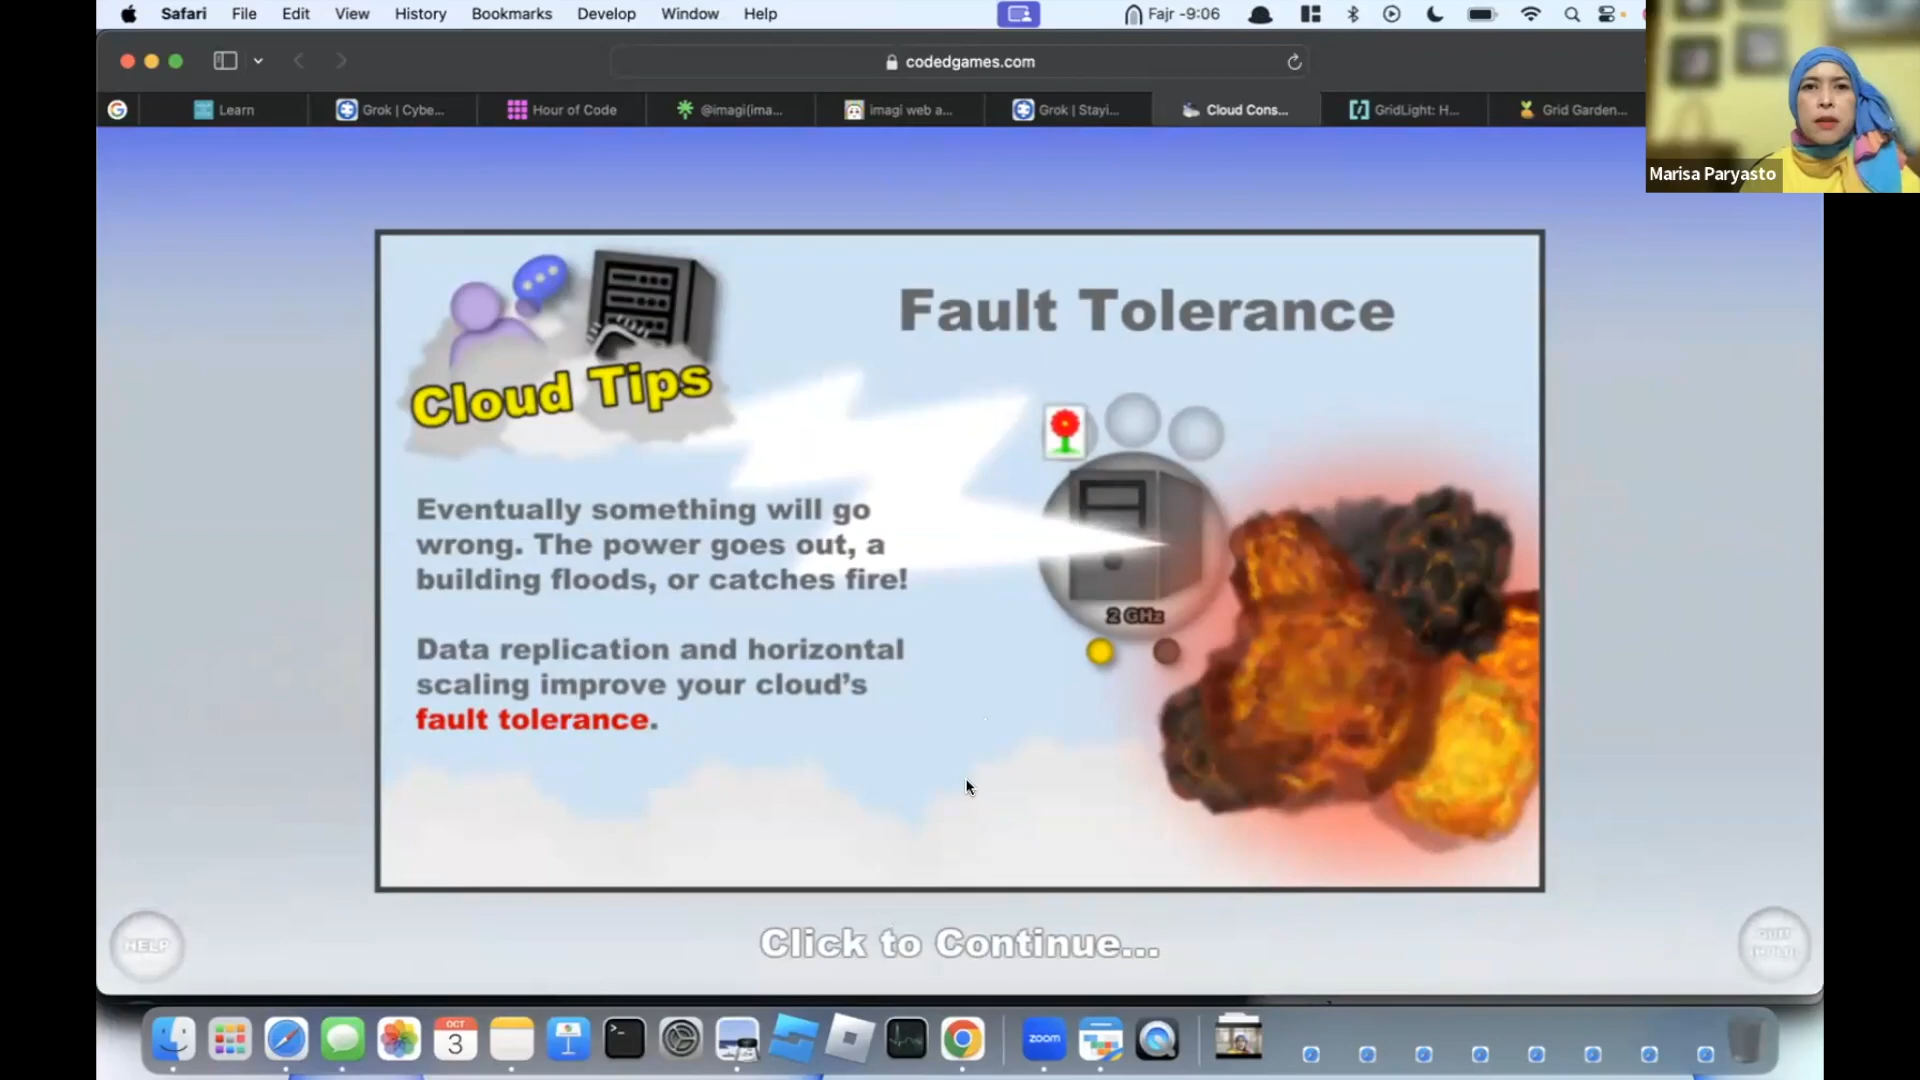 Safari File Edit View History Bookmarks Develop Window Help
Fajr -9:06
codedgames.com
Learn
Grok | Cybe...
Hour of Code
@imagi(ima...
imagi web a...
Grok | Stayi...
Cloud Cons...
GridLight: H...
Grid Garden...
Marisa Paryasto
Cloud Tips
Fault Tolerance
Eventually something will go
wrong. The power goes out, a
building floods, or catches fire!
2 GHz
Data replication and horizontal
scaling improve your cloud's
fault tolerance.
HELP
Click to Continue...
OCT
3
zoom